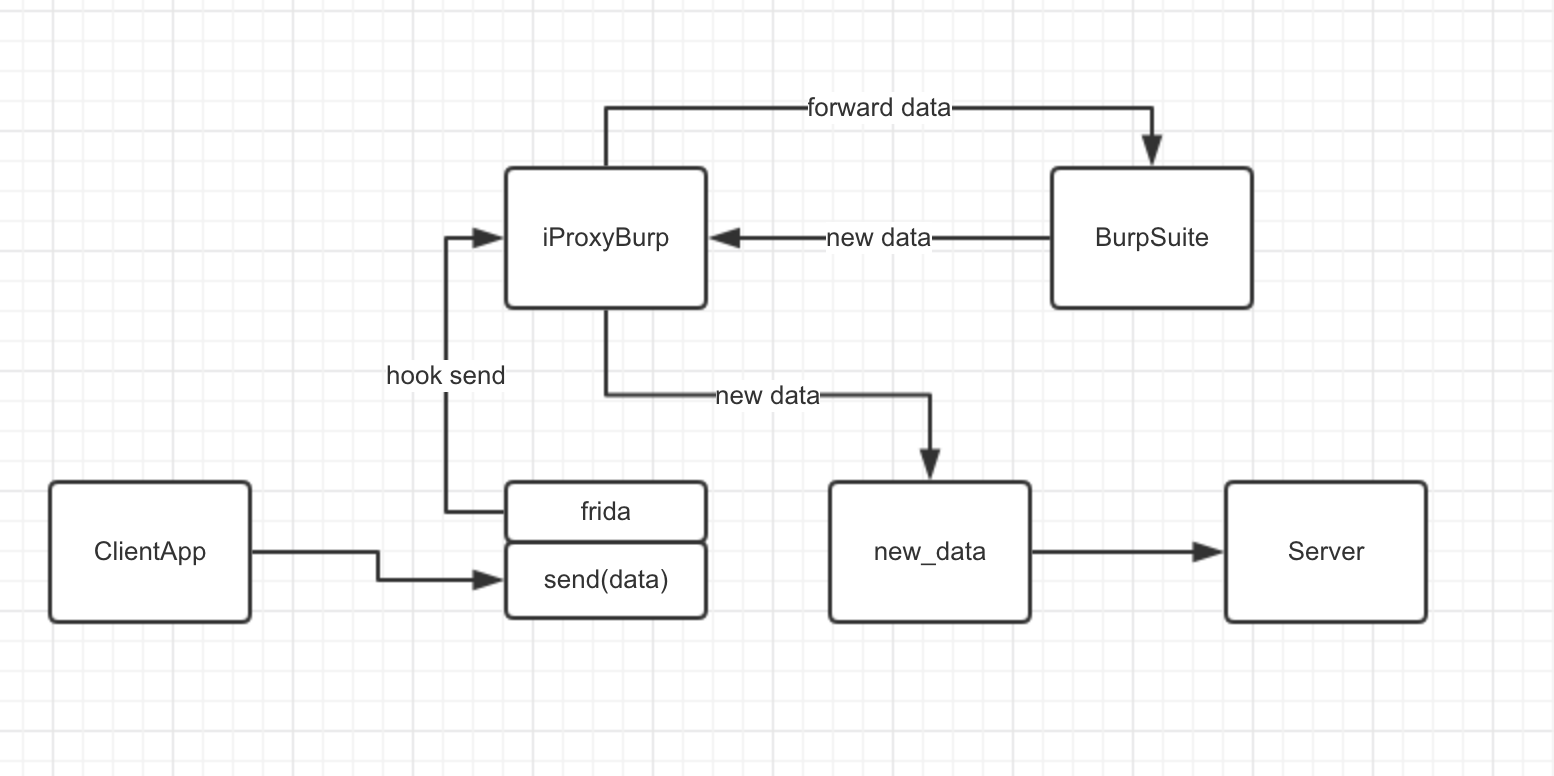 forward data
iProxyBurp
new data
BurpSuite
hook send
new data
ClientApp
frida
send(data)
new_data
Server